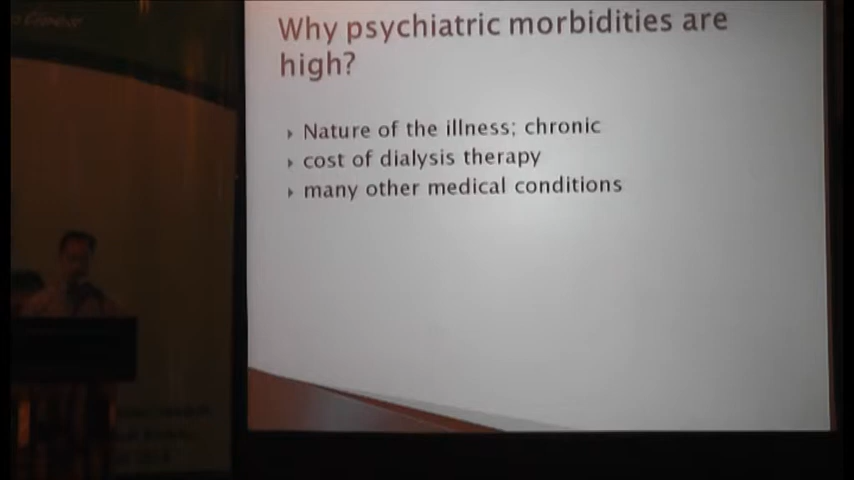 Why psychiatric morbidities are
high?
Nature of the illness; chronic
cost of dialysis therapy
many other medical conditions